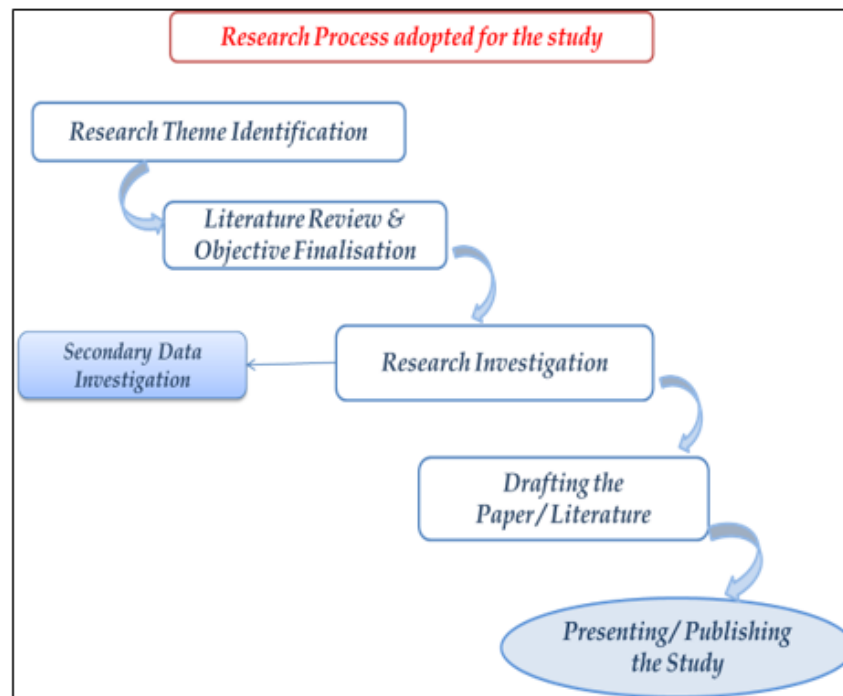 Research Process adopted for the study
Research Theme Identification
Literature Review &
Objective Finalisation
Secondary Data
Investigation
Research Investigation
Drafting the
Paper/ Literature
Presenting/ Publishing
the Study